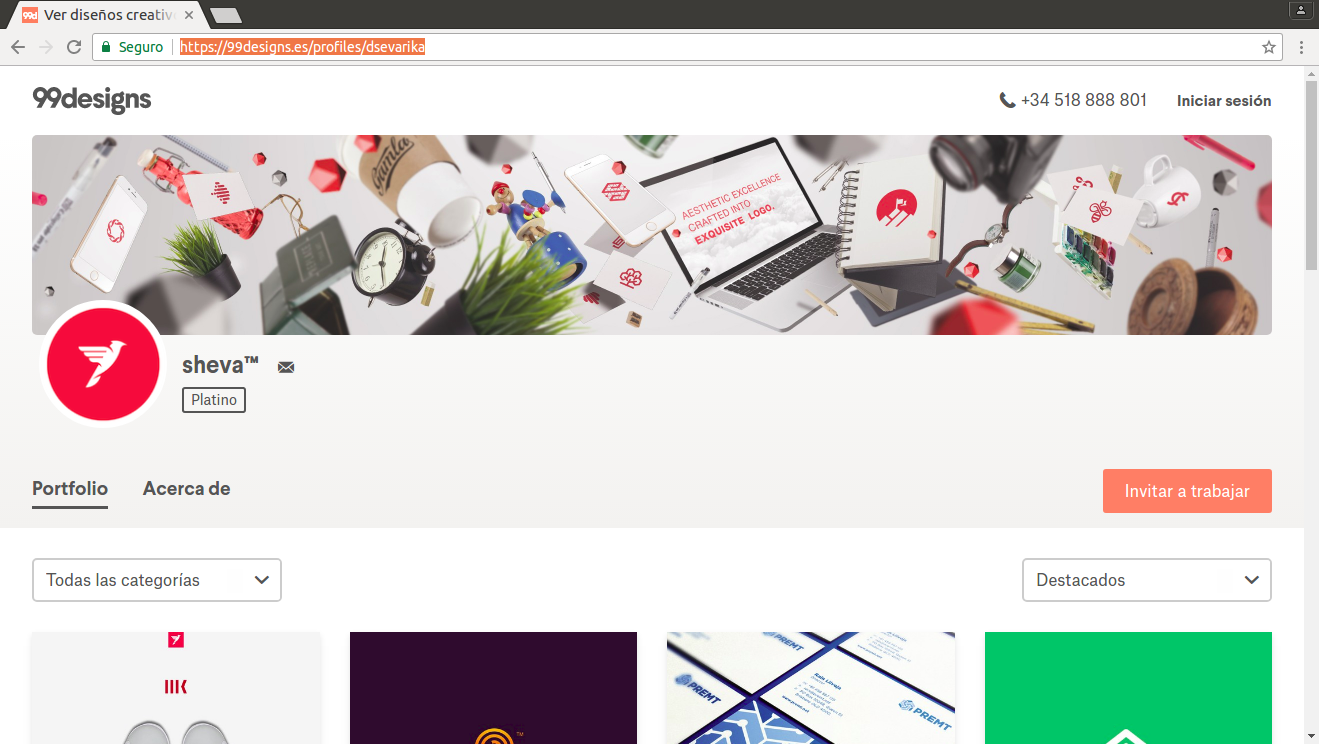 Ver diseños creativ
Seguro
https://99designs.es/profiles/dsevarika
99designs
+34 518 888 801
Iniciar sesión
AESTHETIC EXCELLENCE
CRAFTED INTO
EXQUISITE LOGO.
sheva™
Platino
Portfolio
Acerca de
Invitar a trabajar
Todas las categorías
Destacados
PREMT
PREMT
PREMT